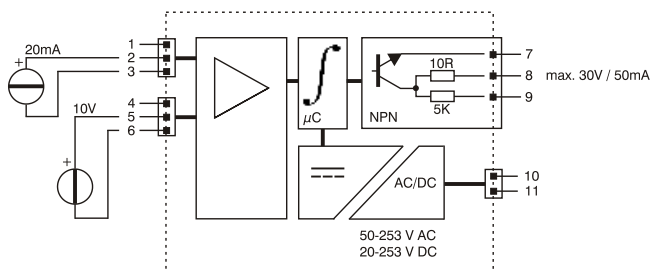 20mA
1
2
3
+
10V
4
5
6
+
µC
10R
5K
NPN
7
8
9
max. 30V / 50mA
AC/DC
10
11
50-253 V AC
20-253 V DC